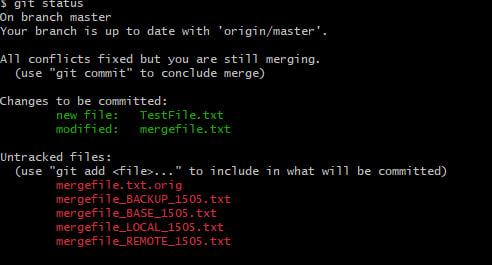 $ git status
On branch master
Your branch is up to date with 'origin/master'.
All conflicts fixed but you are still merging.
(use "git commit" to conclude merge)
Changes to be committed:
new file: TestFile.txt
modified: mergefile.txt
Untracked files:
(use "git add <file>..." to include in what will be committed)
mergefile.txt.orig
mergefile_BACKUP_1505.txt
mergefile_BASE_1505.txt
mergefile_LOCAL_1505.txt
mergefile_REMOTE_1505.txt